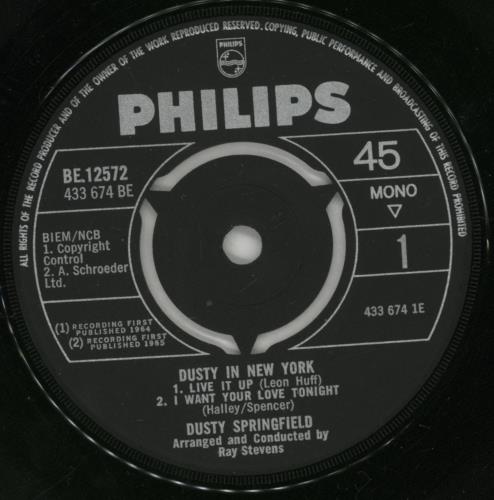 ALL RIGHTS OF THE RECORD PRODUCER AND OF THE OWNER OF THE WORK REPRODUCED RESERVED. COPYING, PUBLIC PERFORMANCE AND BROADCASTING OF THIS RECORD PROHIBITED
PHILIPS
PHILIPS
BE.12572
433 674 BE
45
MONO
1
BIEM/NCB
1. Copyright
Control
2. A. Schroeder
Ltd.
433 674 1E
(1) RECORDING FIRST
PUBLISHED 1964
(2) RECORDING FIRST
PUBLISHED 1965
DUSTY IN NEW YORK
1. LIVE IT UP (Leon Huff)
2. I WANT YOUR LOVE TONIGHT
(Halley/Spencer)
DUSTY SPRINGFIELD
Arranged and Conducted by
Ray Stevens